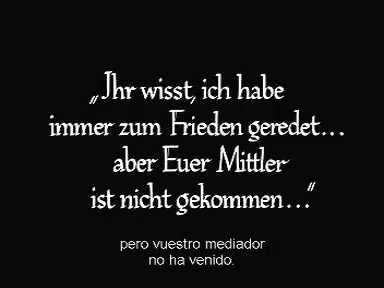 „Ihr wisst, ich habe
immer zum Frieden geredet...
aber Euer Mittler
ist nicht gekommen...“
pero vuestro mediador
no ha venido.